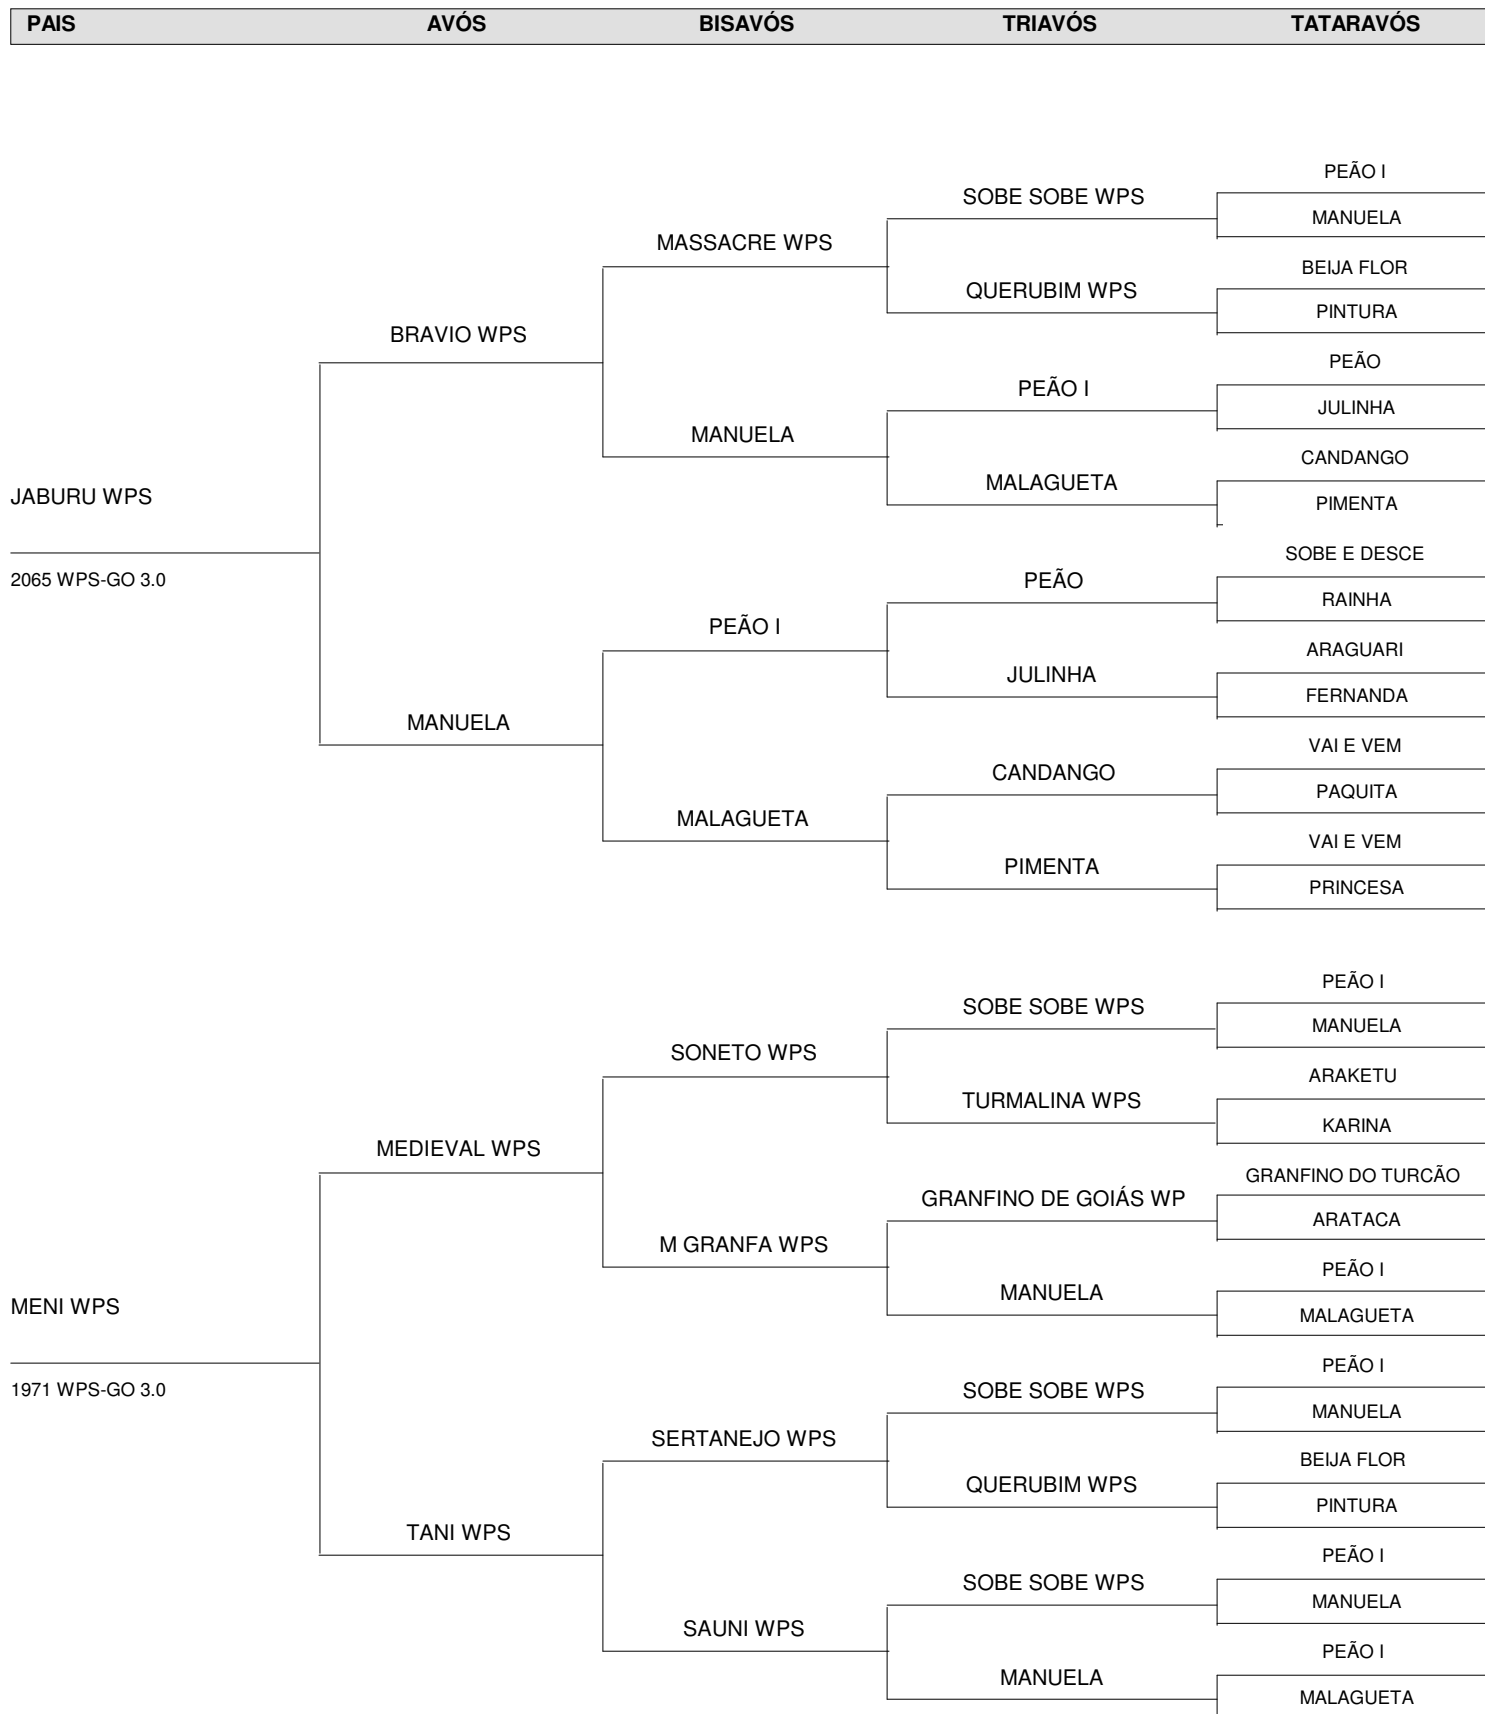 PAIS AVÓS BISAVÓS TRIAVÓS TATARAVÓS
PEÃO I
SOBE SOBE WPS
MANUELA
MASSACRE WPS
BEIJA FLOR
QUERUBIM WPS
PINTURA
BRAVIO WPS
PEÃO
PEÃO I
JULINHA
MANUELA
CANDANGO
MALAGUETA
JABURU WPS
PIMENTA
SOBE E DESCE
2065 WPS-GO 3.0
PEÃO
RAINHA
PEÃO I
ARAGUARI
JULINHA
FERNANDA
MANUELA
VAI E VEM
CANDANGO
PAQUITA
MALAGUETA
VAI E VEM
PIMENTA
PRINCESA
PEÃO I
SOBE SOBE WPS
MANUELA
SONETO WPS
ARAKETU
TURMALINA WPS
KARINA
MEDIEVAL WPS
GRANFINO DO TURCÃO
GRANFINO DE GOIÁS WP
ARATACA
M GRANFA WPS
PEÃO I
MANUELA
MENI WPS
MALAGUETA
PEÃO I
1971 WPS-GO 3.0
SOBE SOBE WPS
MANUELA
SERTANEJO WPS
BEIJA FLOR
QUERUBIM WPS
PINTURA
TANI WPS
PEÃO I
SOBE SOBE WPS
MANUELA
SAUNI WPS
PEÃO I
MANUELA
MALAGUETA